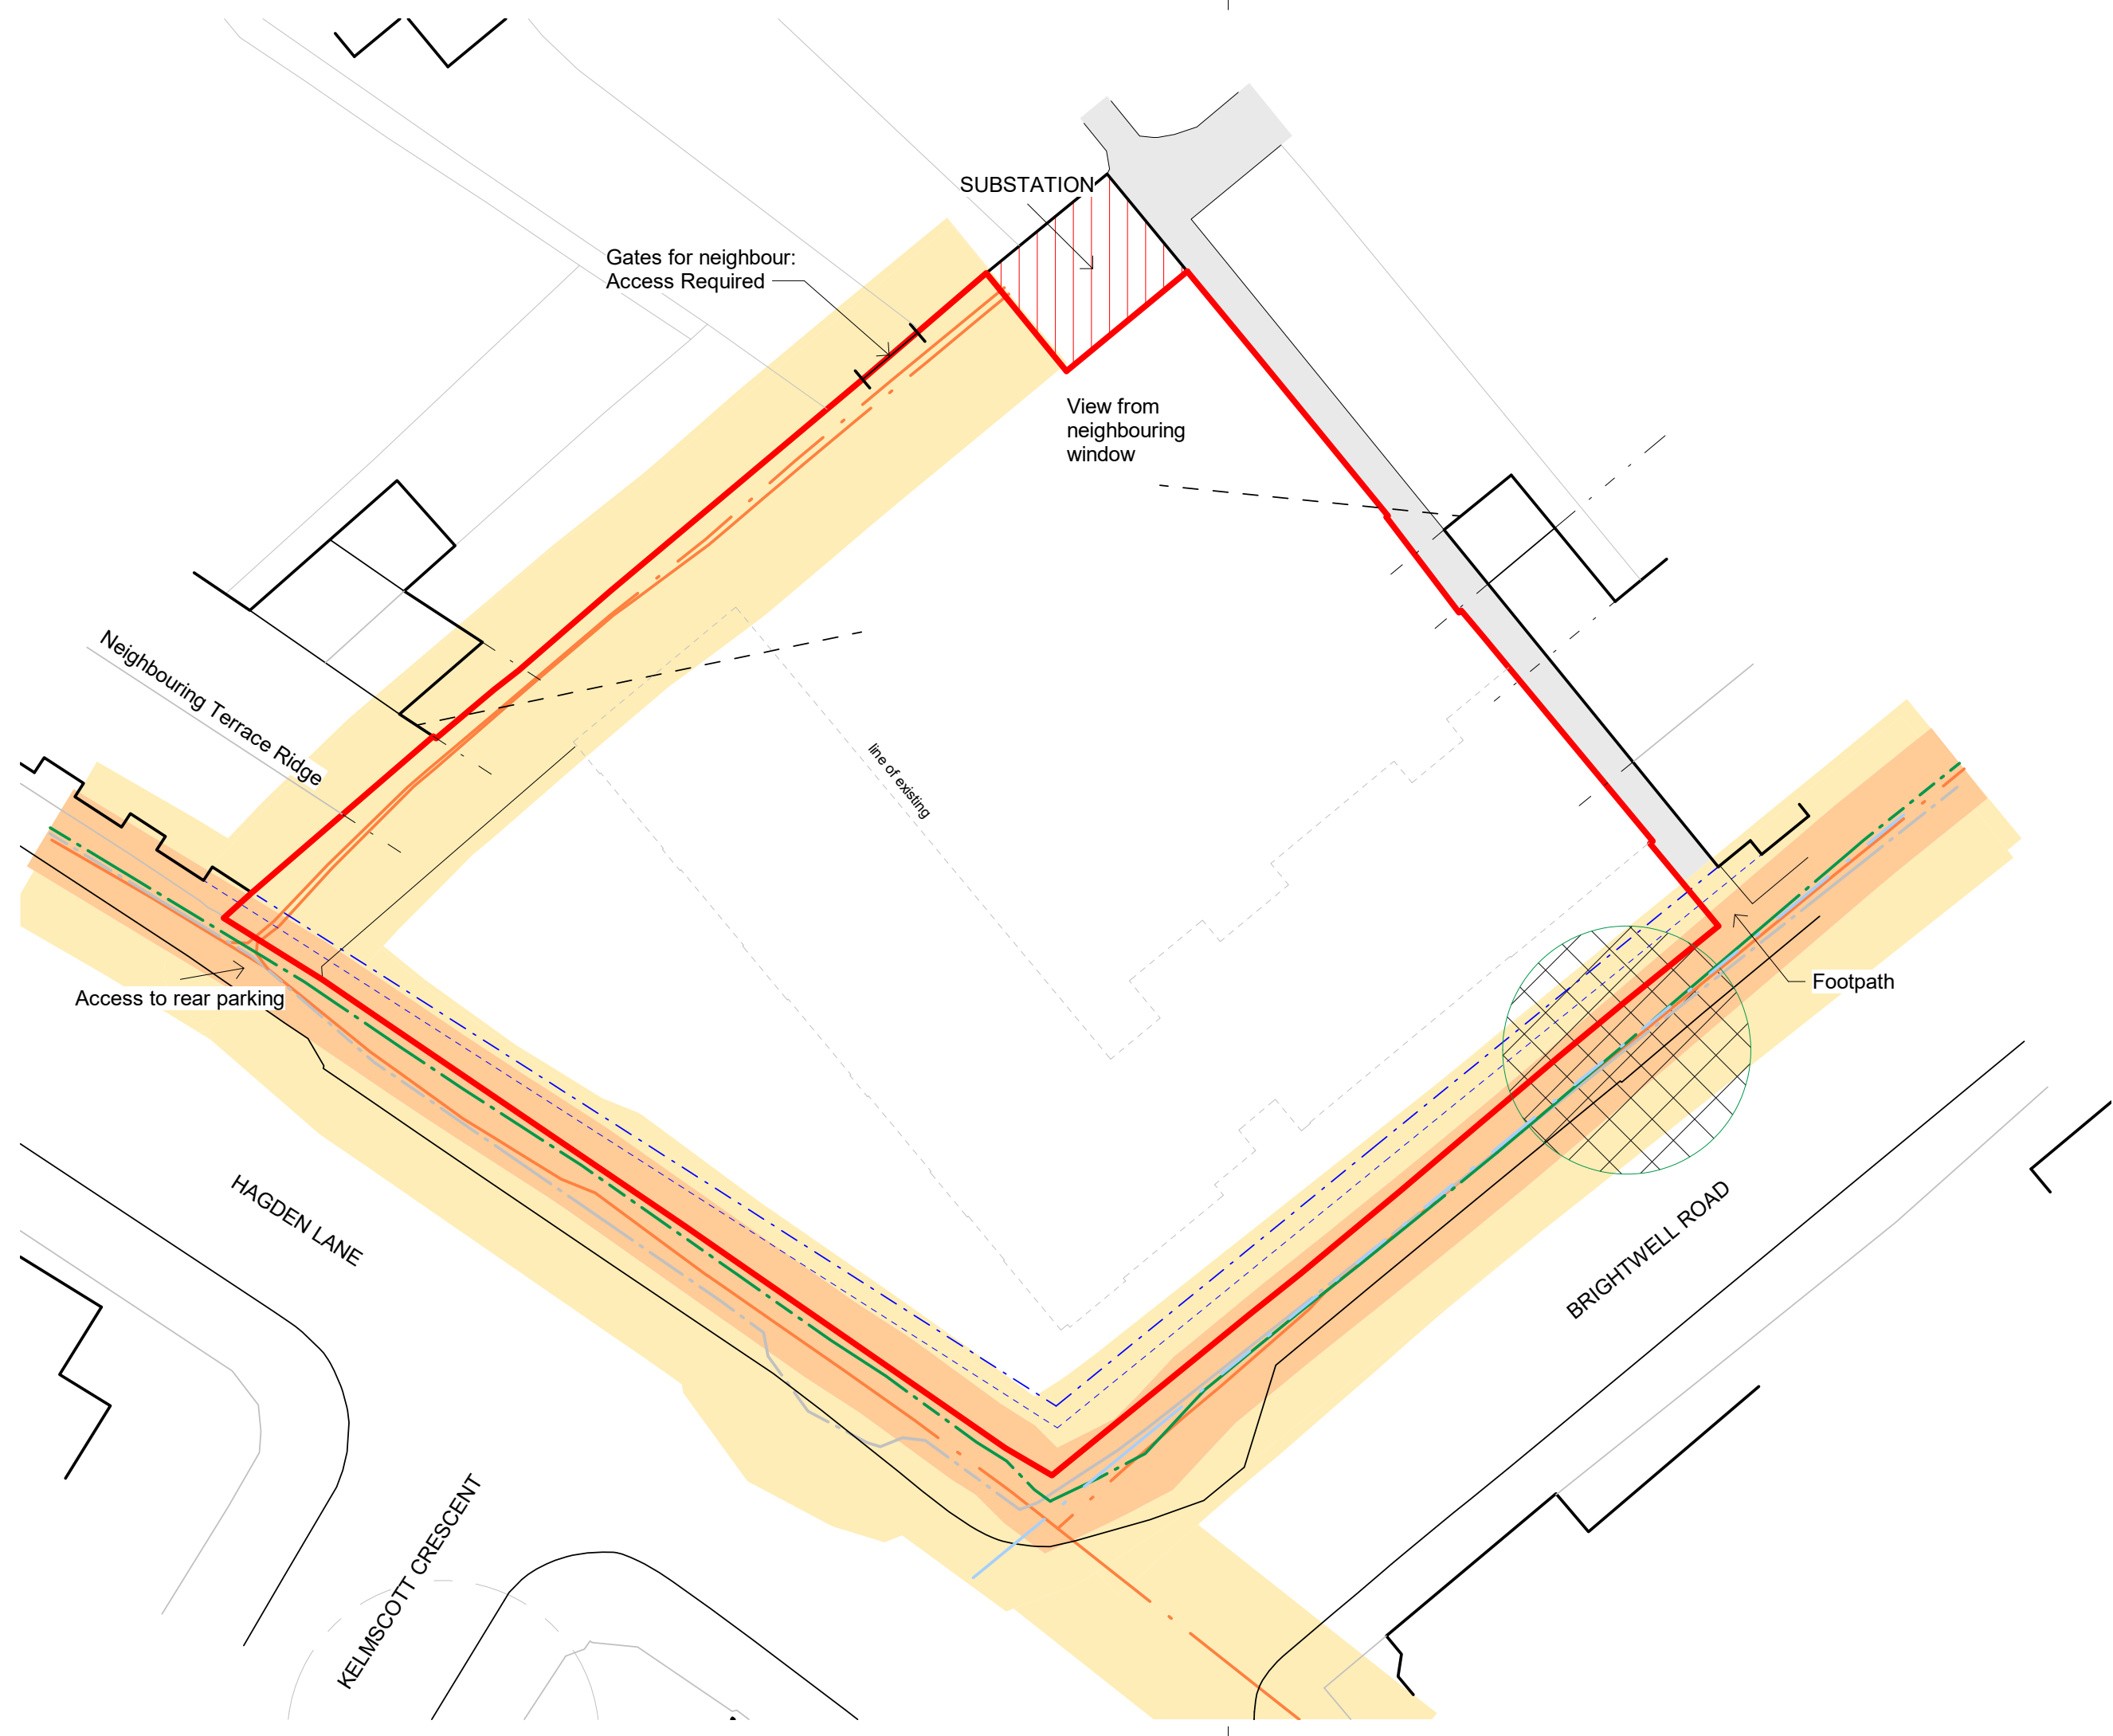 SUBSTATION
Gates for neighbour:
Access Required
View from
neighbouring
window
Neighbouring Terrace Ridge
line of existing
Access to rear parking
Footpath
HAGDEN LANE
BRIGHTWELL ROAD
KELMSCOTT CRESCENT